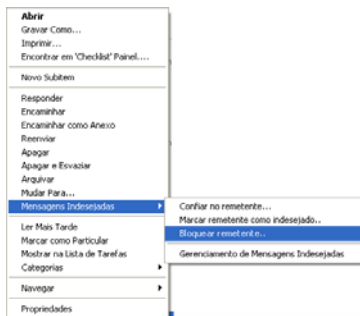 Abrir
Gravar Como...
Imprimir...
Encontrar em 'Checklist' Painel....
Novo Subitem
Responder
Encaminhar
Encaminhar como Anexo
Reenviar
Apagar
Apagar e Esvaziar
Arquivar
Mudar Para...
Mensagens Indesejadas
Confiar no remetente...
Marcar remetente como indesejado..
Bloquear remetente..
Gerenciamento de Mensagens Indesejadas
Ler Mais Tarde
Marcar como Particular
Mostrar na Lista de Tarefas
Categorias
Navegar
Propriedades